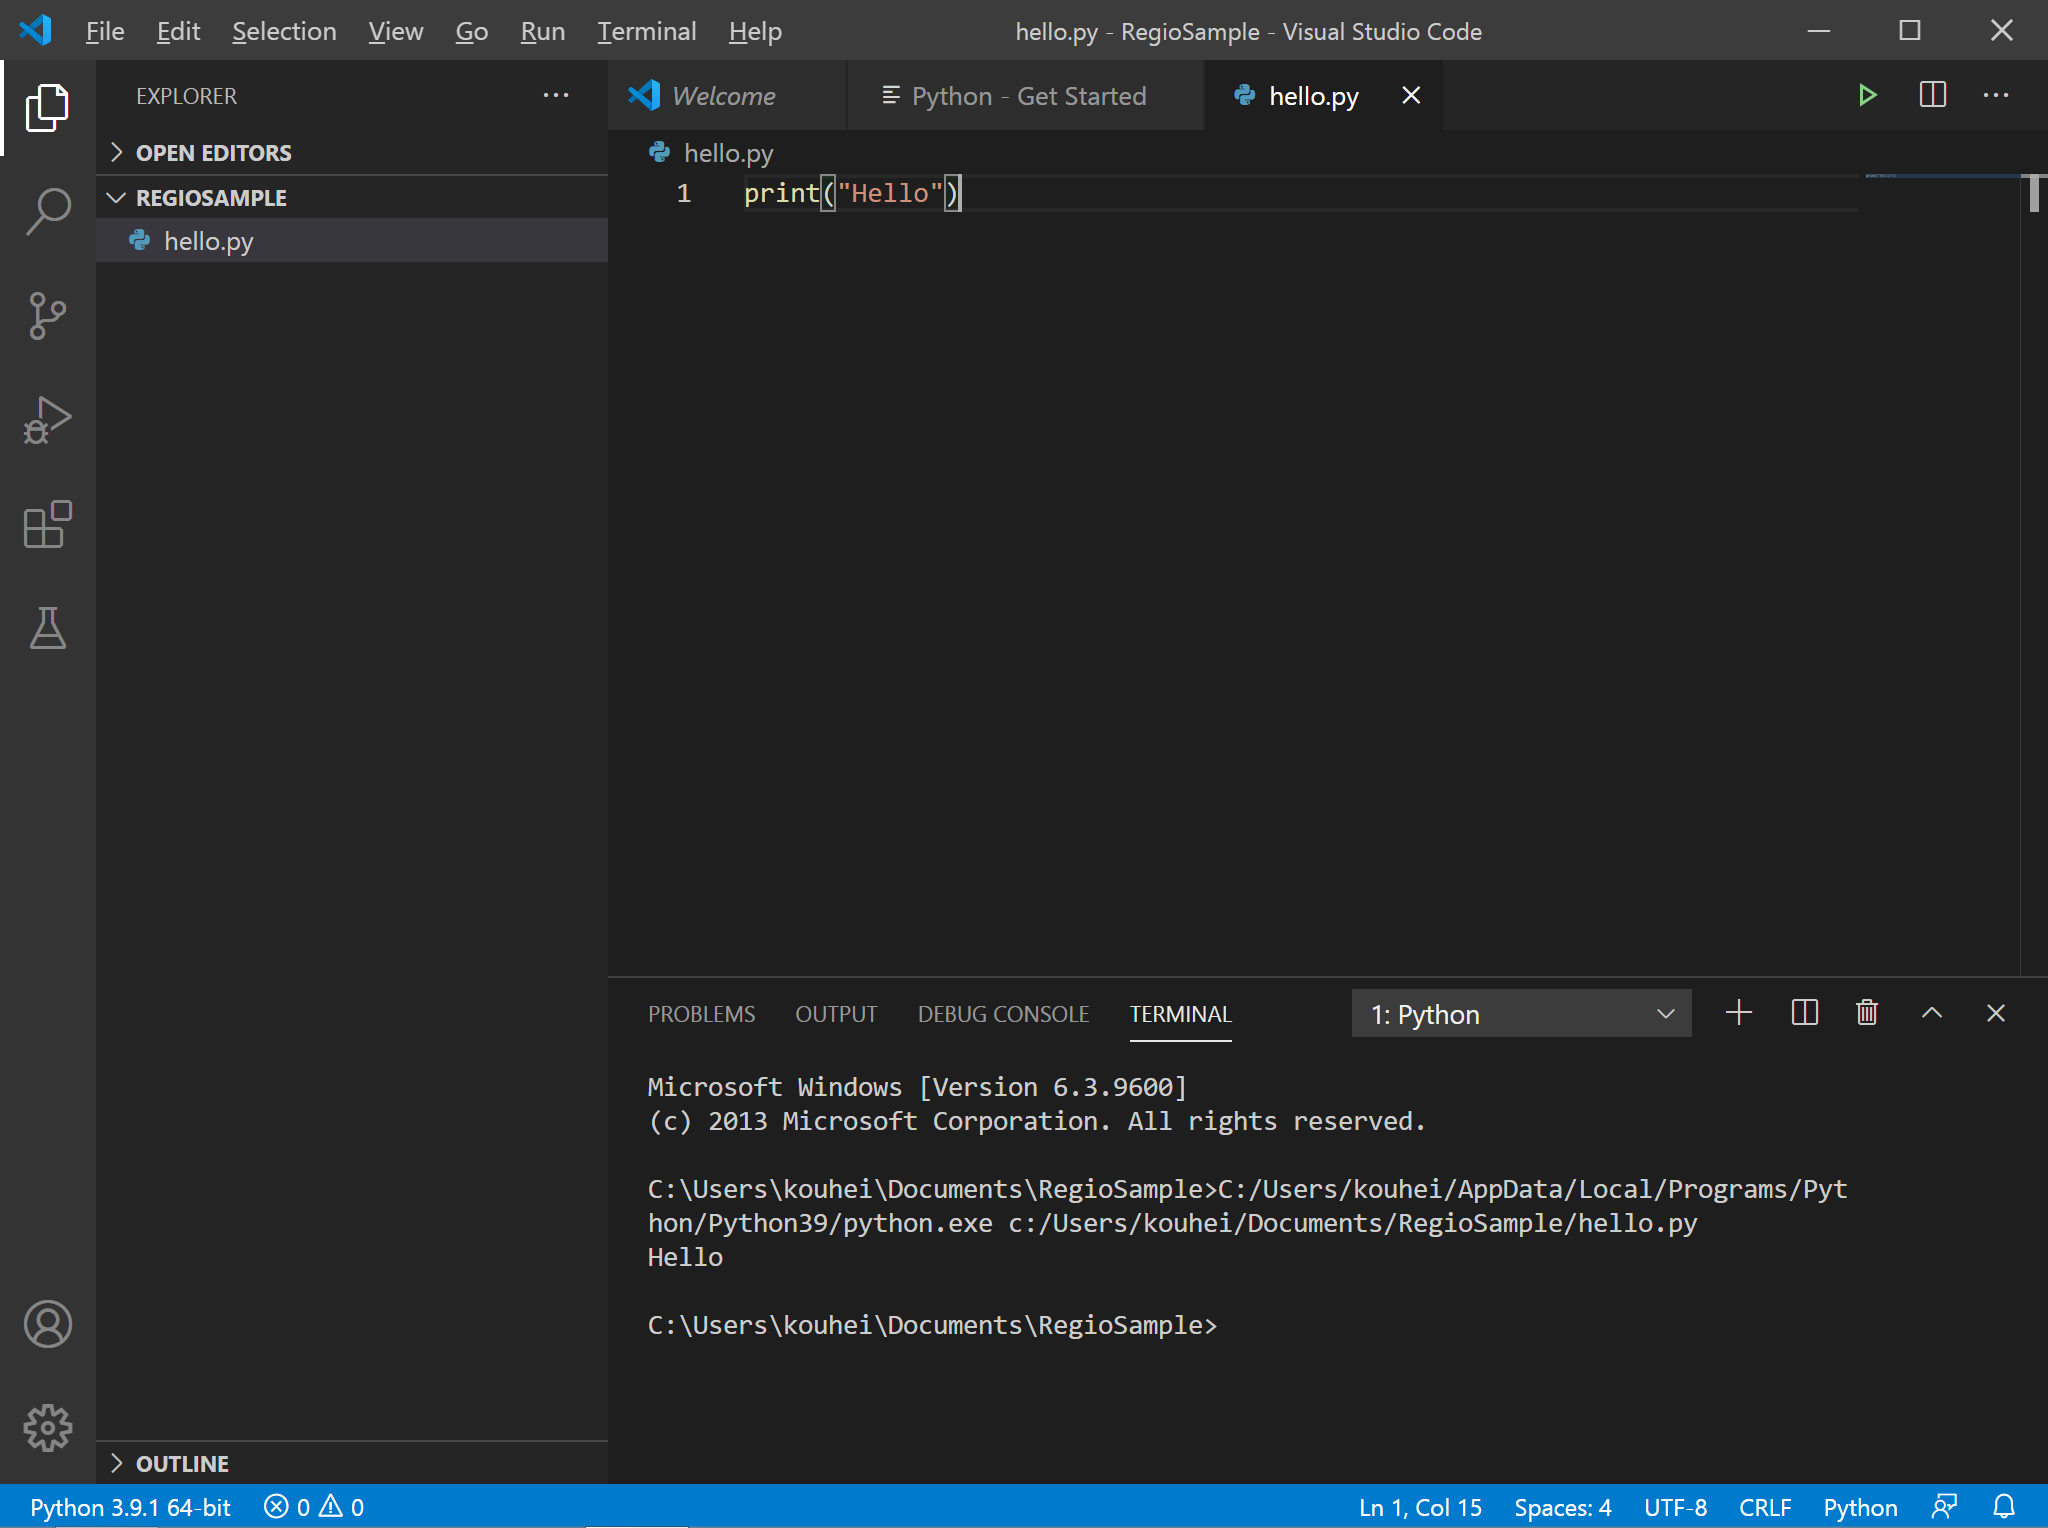 File Edit Selection View Go Run Terminal Help hello.py - RegioSample - Visual Studio Code
EXPLORER
Welcome Python - Get Started hello.py
OPEN EDITORS
hello.py
REGIOSAMPLE
1 print("Hello")
hello.py
PROBLEMS OUTPUT DEBUG CONSOLE TERMINAL 1: Python
Microsoft Windows [Version 6.3.9600]
(c) 2013 Microsoft Corporation. All rights reserved.
C:\Users\kouhei\Documents\RegioSample>C:/Users/kouhei/AppData/Local/Programs/Pyt
hon/Python39/python.exe c:/Users/kouhei/Documents/RegioSample/hello.py
Hello
C:\Users\kouhei\Documents\RegioSample>
OUTLINE
Python 3.9.1 64-bit 0 0 Ln 1, Col 15 Spaces: 4 UTF-8 CRLF Python